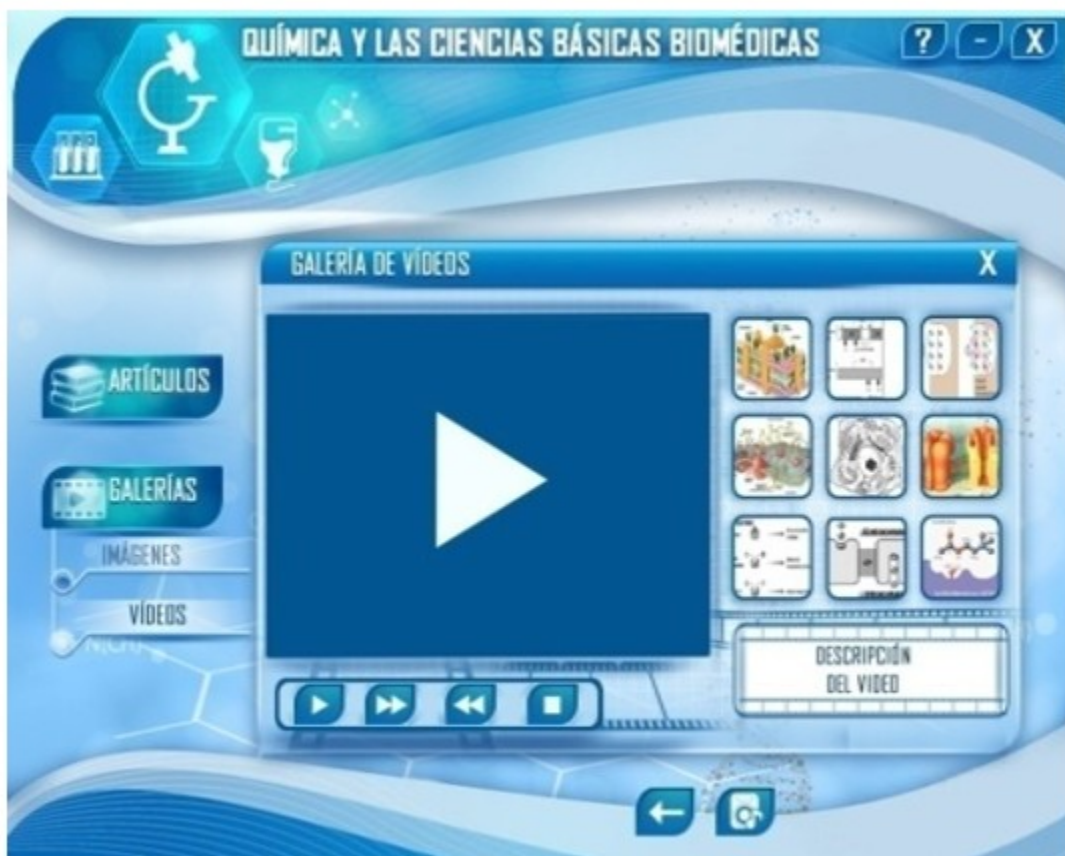 QUÍMICA Y LAS CIENCIAS BÁSICAS BIOMÉDICAS
? - X
GALERÍA DE VÍDEOS X
ARTÍCULOS
GALERÍAS
IMÁGENES
VÍDEOS
DESCRIPCIÓN
DEL VIDEO